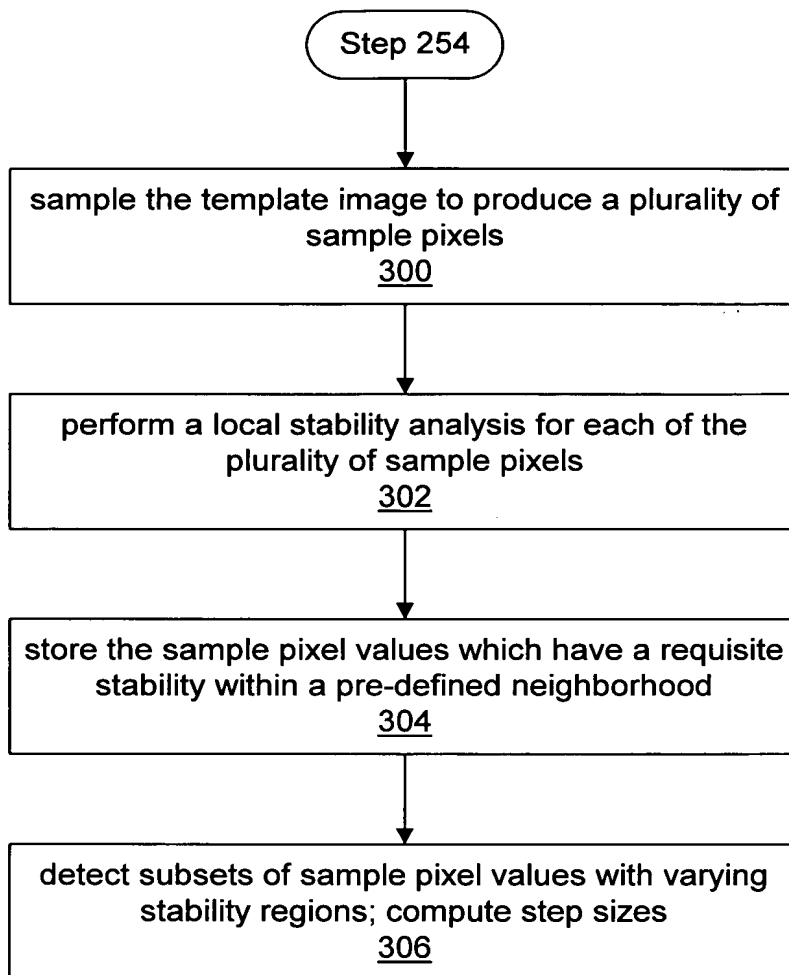 Step 254
sample the template image to produce a plurality of
sample pixels
300
perform a local stability analysis for each of the
plurality of sample pixels
302
store the sample pixel values which have a requisite
stability within a pre-defined neighborhood
304
detect subsets of sample pixel values with varying
stability regions; compute step sizes
306